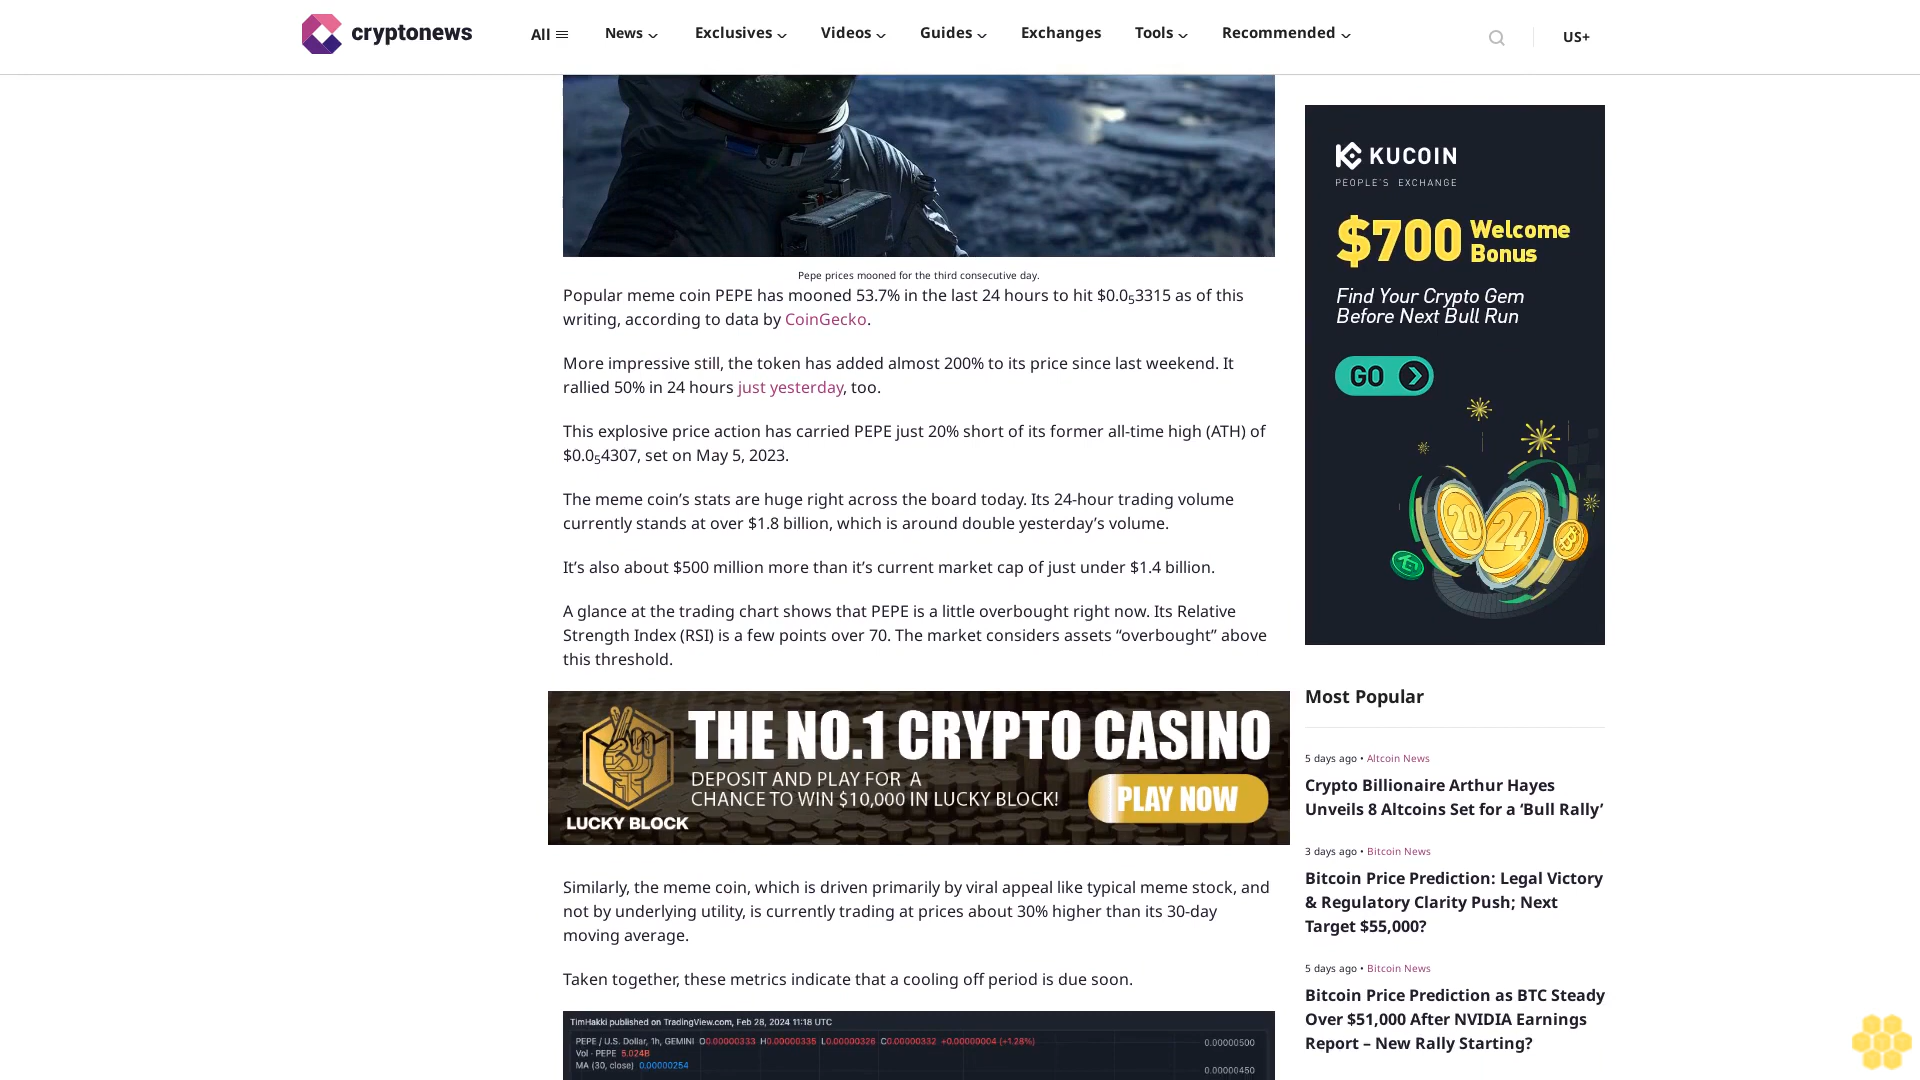 cryptonews
All
News
Exclusives
Videos
Guides
Exchanges
Tools
Recommended
US+
Pepe prices mooned for the third consecutive day.
Popular meme coin PEPE has mooned 53.7% in the last 24 hours to hit $0.0₅3315 as of this
writing, according to data by CoinGecko.
More impressive still, the token has added almost 200% to its price since last weekend. It
rallied 50% in 24 hours just yesterday, too.
This explosive price action has carried PEPE just 20% short of its former all-time high (ATH) of
$0.0₅4307, set on May 5, 2023.
The meme coin’s stats are huge right across the board today. Its 24-hour trading volume
currently stands at over $1.8 billion, which is around double yesterday’s volume.
It’s also about $500 million more than it’s current market cap of just under $1.4 billion.
A glance at the trading chart shows that PEPE is a little overbought right now. Its Relative
Strength Index (RSI) is a few points over 70. The market considers assets “overbought” above
this threshold.
THE NO.1 CRYPTO CASINO
DEPOSIT AND PLAY FOR A
CHANCE TO WIN $10,000 IN LUCKY BLOCK!
PLAY NOW
LUCKY BLOCK
Similarly, the meme coin, which is driven primarily by viral appeal like typical meme stock, and
not by underlying utility, is currently trading at prices about 30% higher than its 30-day
moving average.
Taken together, these metrics indicate that a cooling off period is due soon.
TimHakki published on TradingView.com, Feb 28, 2024 11:18 UTC
PEPE / U.S. Dollar, 1h, GEMINI O0.00000333 H0.00000335 L0.00000326 C0.00000332 +0.00000004 (+1.28%)
Vol · PEPE 5.024B
MA (30, close) 0.00000254
0.00000500
0.00000450
KUCOIN
PEOPLE'S EXCHANGE
$700 Welcome
Bonus
Find Your Crypto Gem
Before Next Bull Run
GO
20 24
Most Popular
5 days ago • Altcoin News
Crypto Billionaire Arthur Hayes
Unveils 8 Altcoins Set for a ‘Bull Rally’
3 days ago • Bitcoin News
Bitcoin Price Prediction: Legal Victory
& Regulatory Clarity Push; Next
Target $55,000?
5 days ago • Bitcoin News
Bitcoin Price Prediction as BTC Steady
Over $51,000 After NVIDIA Earnings
Report – New Rally Starting?